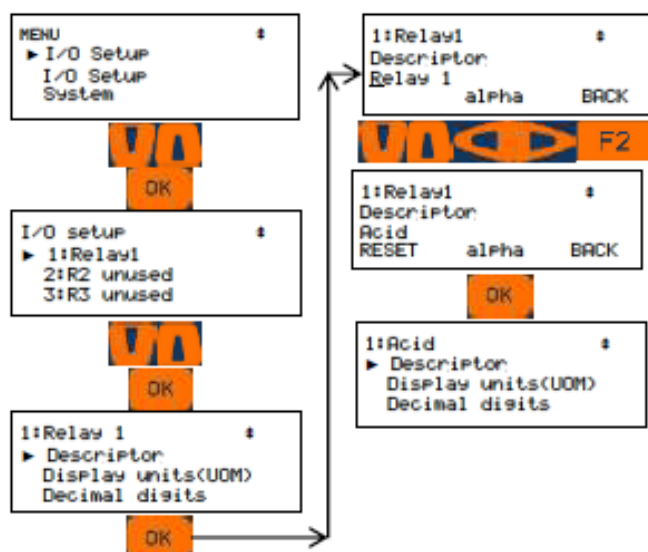 MENU
I/O Setup
I/O Setup
System
OK
I/O setup
1:Relay1
2:R2 unused
3:R3 unused
OK
1:Relay 1
Descriptor
Display units(UOM)
Decimal digits
OK
1:Relay1
Descriptor
Relay 1
alpha BACK
F2
1:Relay1
Descriptor
Acid
RESET alpha BACK
OK
1:Acid
Descriptor
Display units(UOM)
Decimal digits